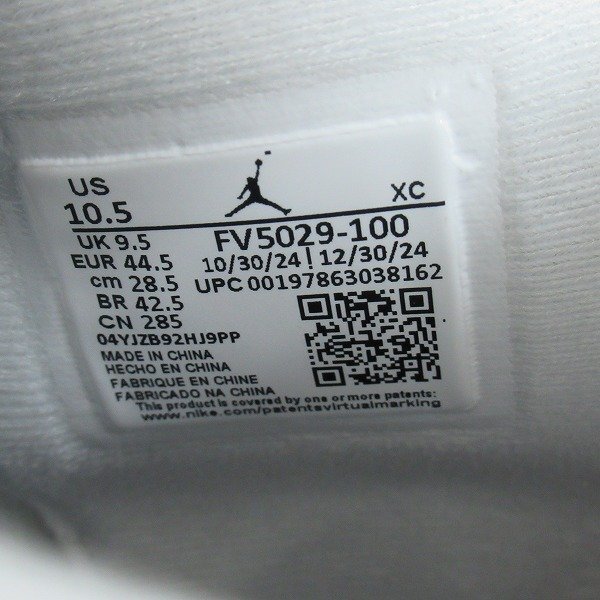 US
10.5
UK 9.5
EUR 44.5
cm 28.5
BR 42.5
CN 285
XC
FV5029-100
10/30/24 | 12/30/24
UPC 00197863038162
04YJZB92HJ9PP
MADE IN CHINA
HECHO EN CHINA
FABRIQUE EN CHINE
FABRICADO NA CHINA
This product is covered by one or more patents:
www.nike.com/patentsvirtualmarking